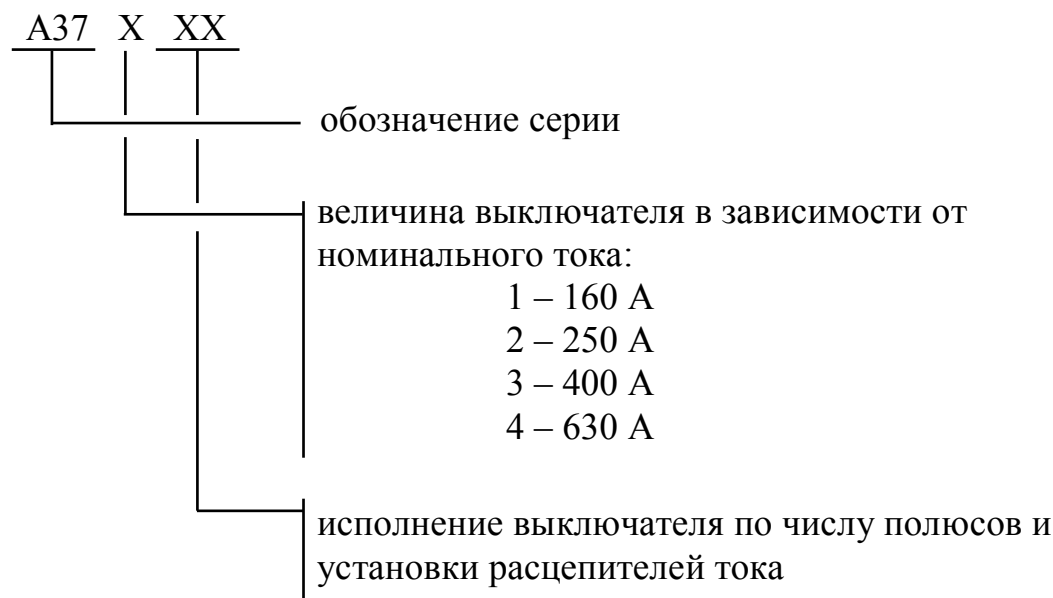 А37 Х ХХ
обозначение серии
величина выключателя в зависимости от
номинального тока:
1 – 160 А
2 – 250 А
3 – 400 А
4 – 630 А
исполнение выключателя по числу полюсов и
установки расцепителей тока